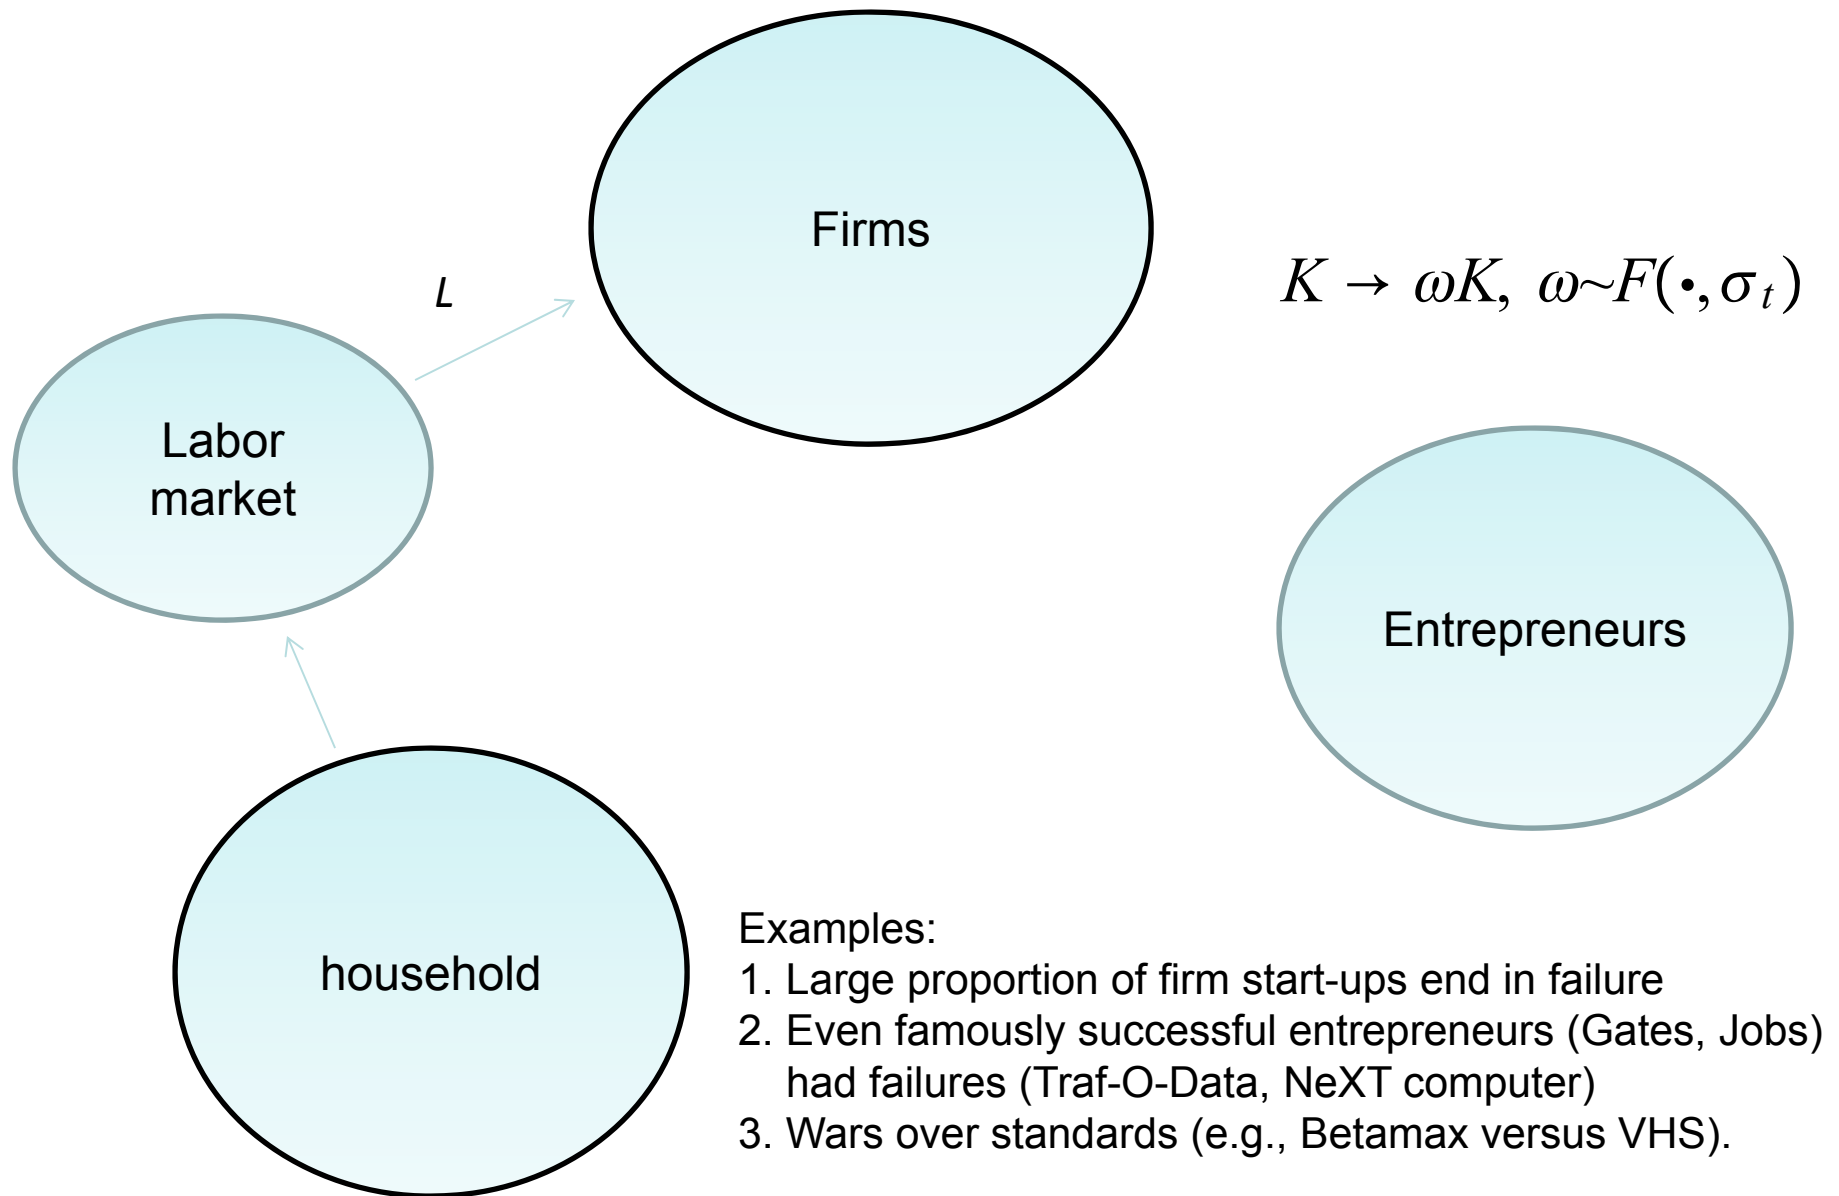 Firms
K → ωK, ω~F(•,σ t)
L
Labor
market
Entrepreneurs
household
Examples:
1. Large proportion of firm start-ups end in failure
2. Even famously successful entrepreneurs (Gates, Jobs)
had failures (Traf-O-Data, NeXT computer)
3. Wars over standards (e.g., Betamax versus VHS).